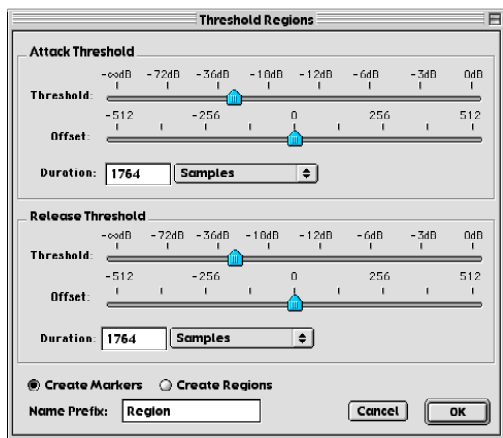 Threshold Regions
Attack Threshold
-∞dB -72dB -36dB -18dB -12dB -6dB -3dB 0dB
Threshold:
-512 -256 0 256 512
Offset:
Duration: 1764 Samples
Release Threshold
-∞dB -72dB -36dB -18dB -12dB -6dB -3dB 0dB
Threshold:
-512 -256 0 256 512
Offset:
Duration: 1764 Samples
Create Markers Create Regions
Name Prefix: Region Cancel OK